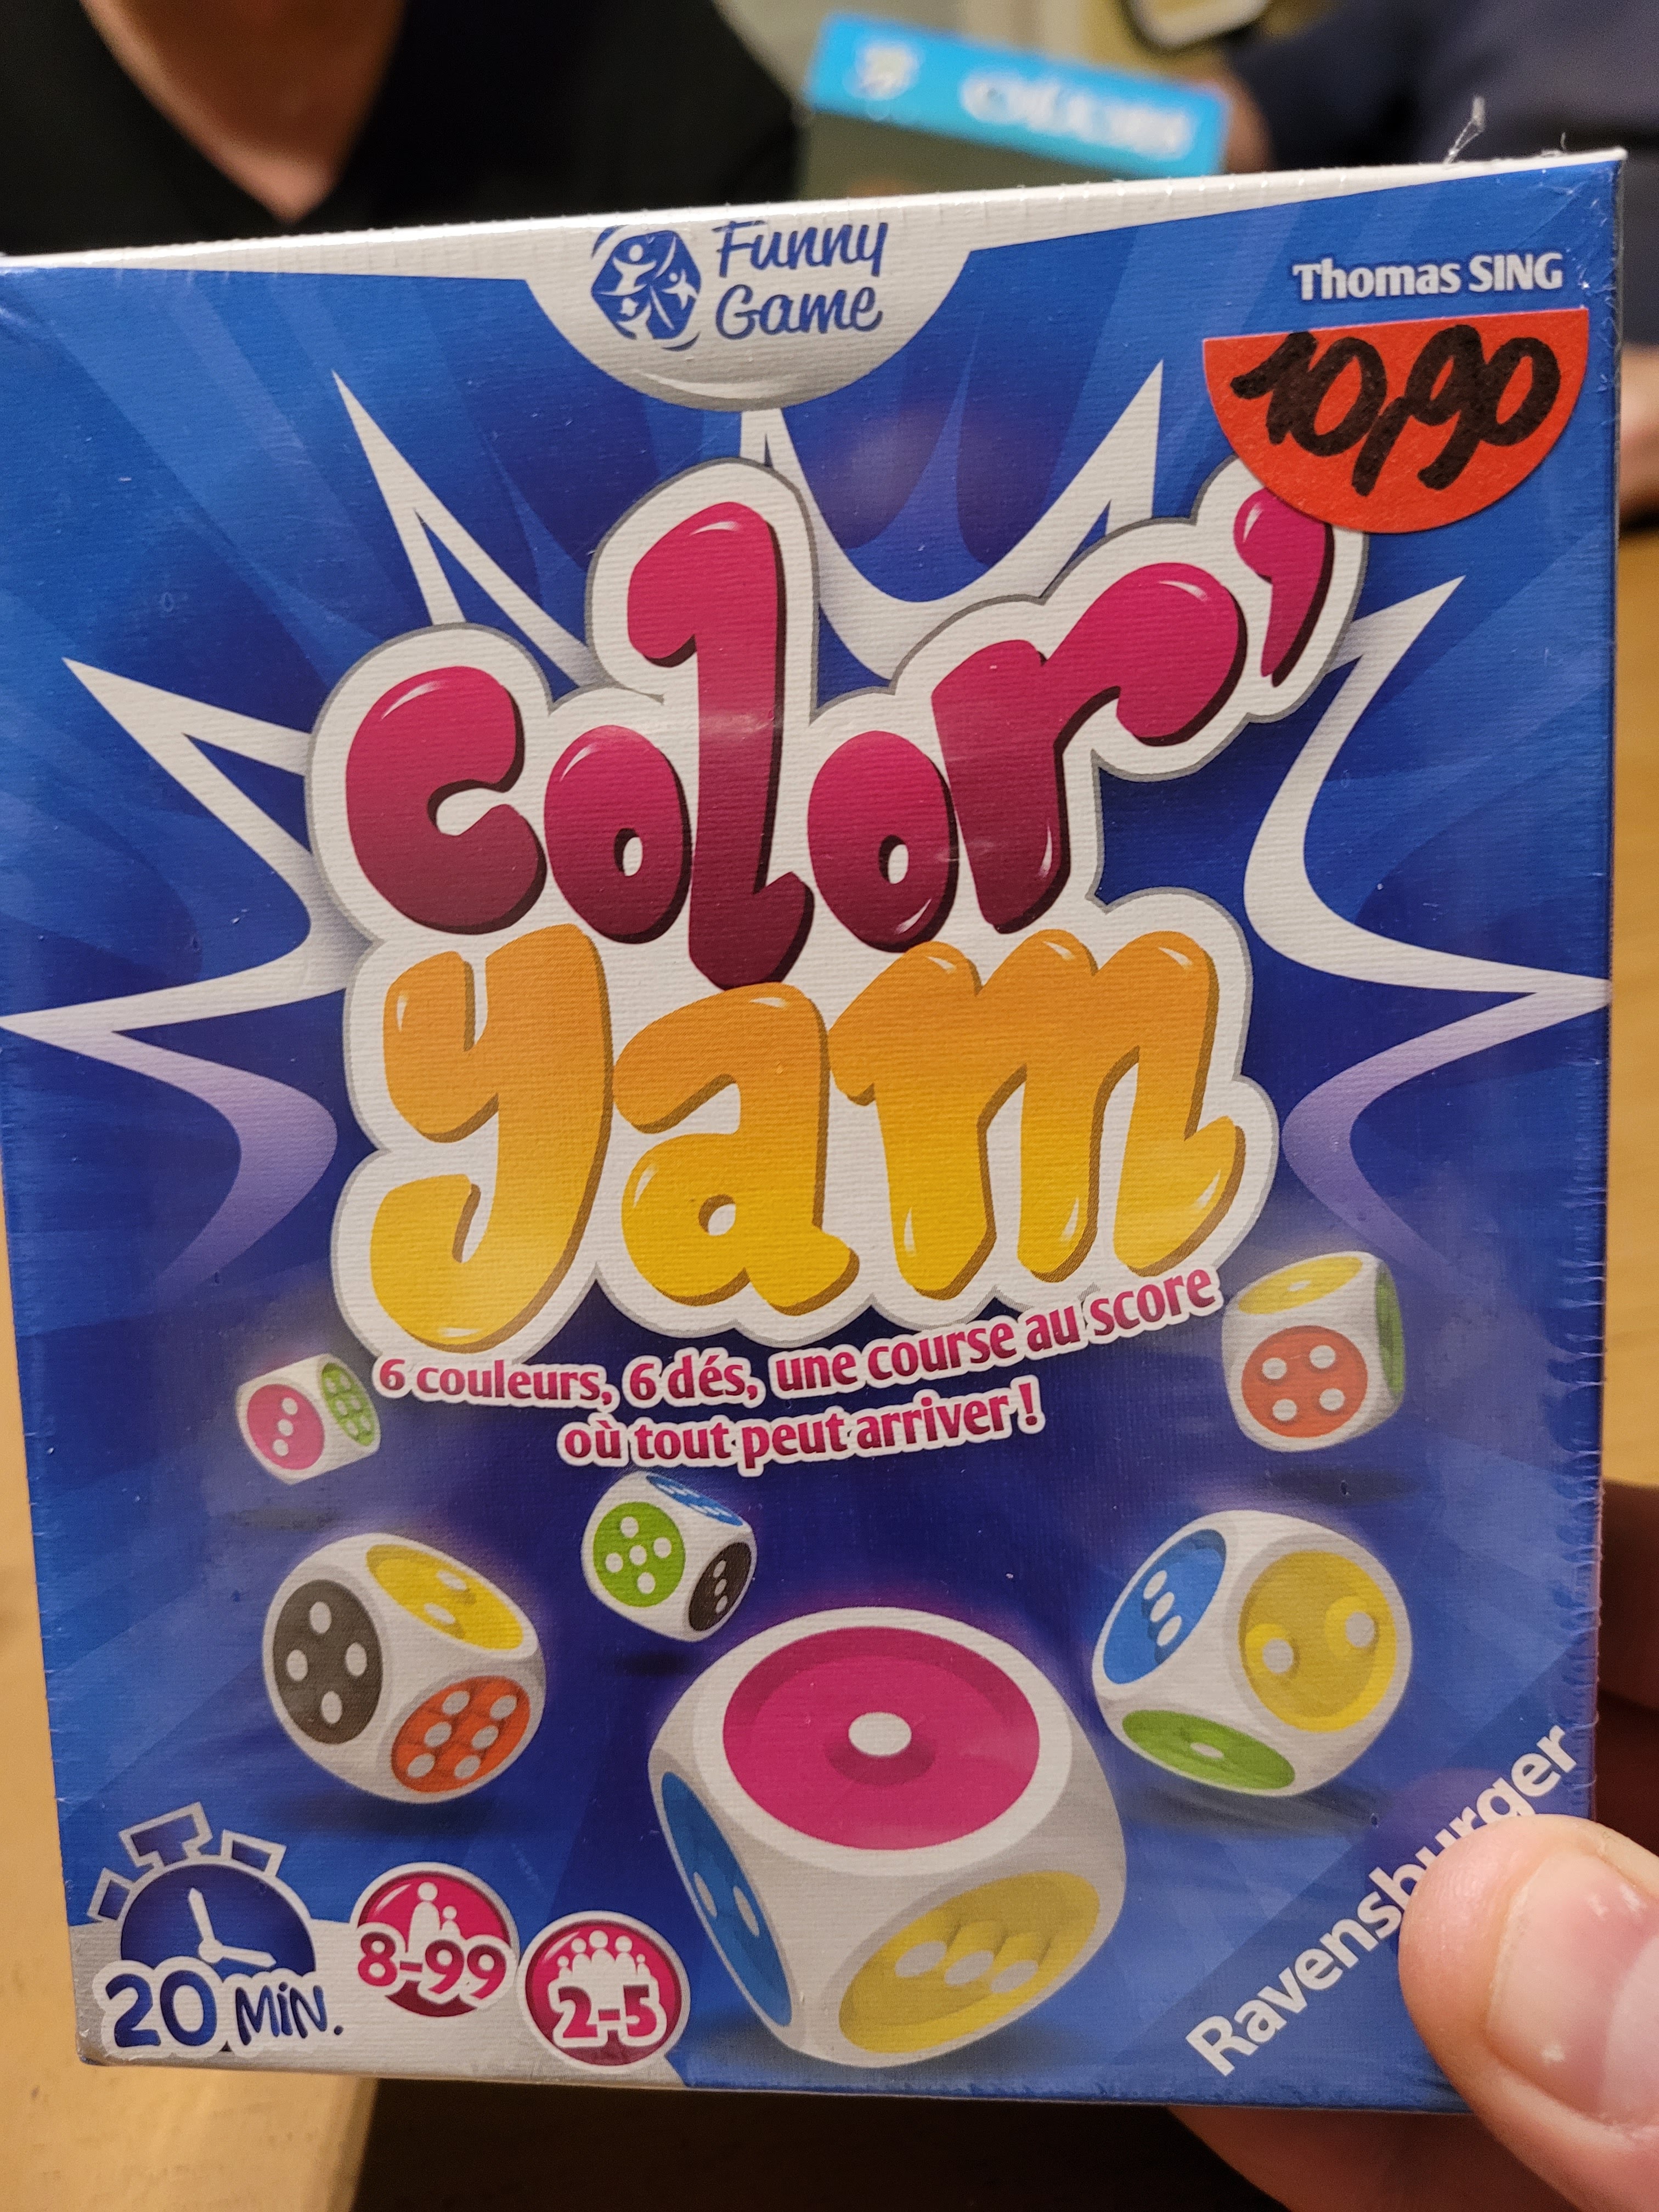 Funny
Game
Thomas SING
10,90
color'
yam
6 couleurs, 6 dés, une course au score
où tout peut arriver !
20 MIN.
8-99
2-5
Ravensburger